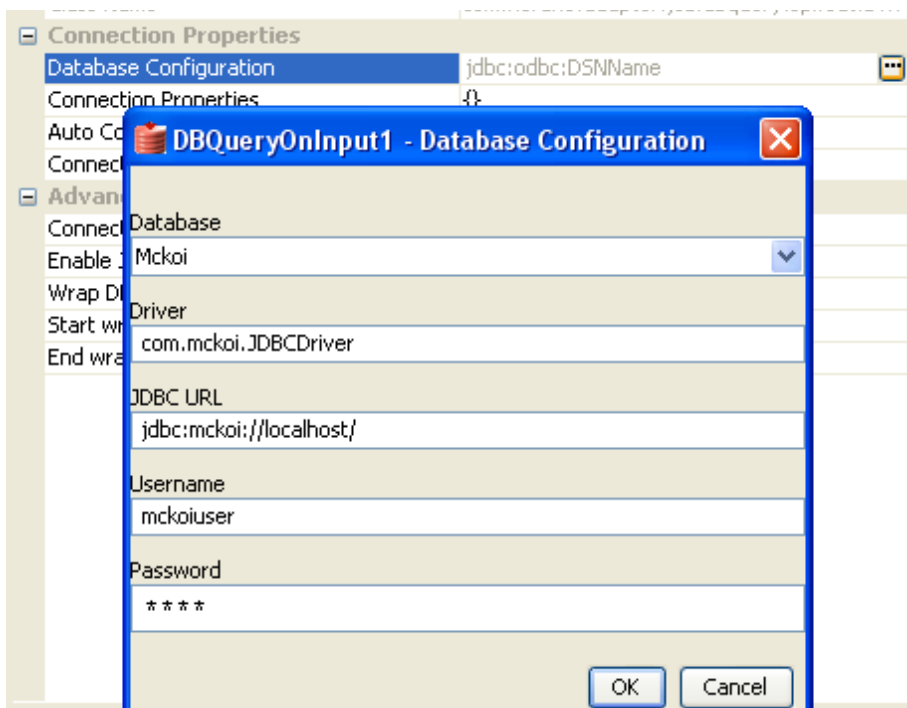 Connection Properties
Database Configuration jdbc:odbc:DSNName
Connection Properties {}
Auto Co
DBQueryOnInput1 - Database Configuration
Connect
Advan
Connect
Enable J
Wrap D
Start wr
End wra
Database
Mckoi
Driver
com.mckoi.JDBCDriver
JDBC URL
jdbc:mckoi://localhost/
Username
mckoiuser
Password
****
OK Cancel